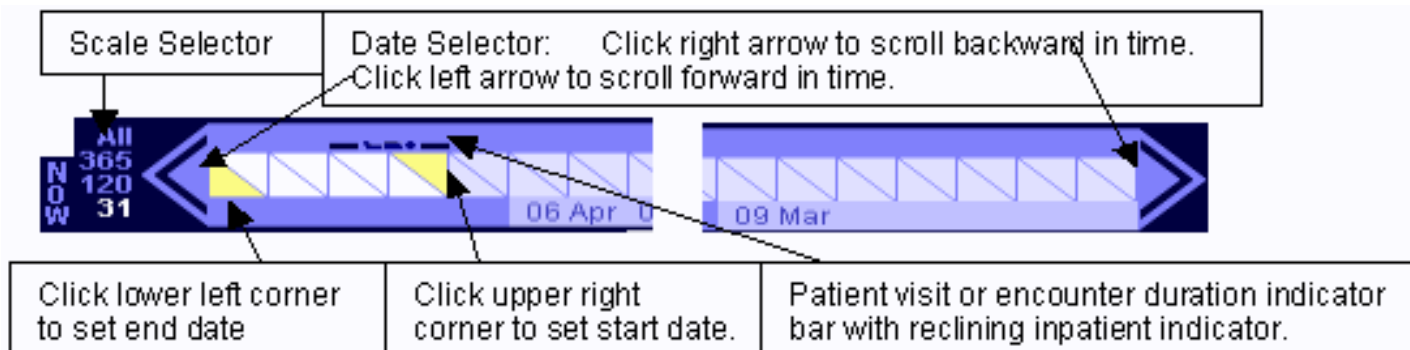 Scale Selector
Date Selector: Click right arrow to scroll backward in time.
Click left arrow to scroll forward in time.
All
365
120
31
NOW
06 Apr 0
09 Mar
Click lower left corner
to set end date
Click upper right
corner to set start date.
Patient visit or encounter duration indicator
bar with reclining inpatient indicator.